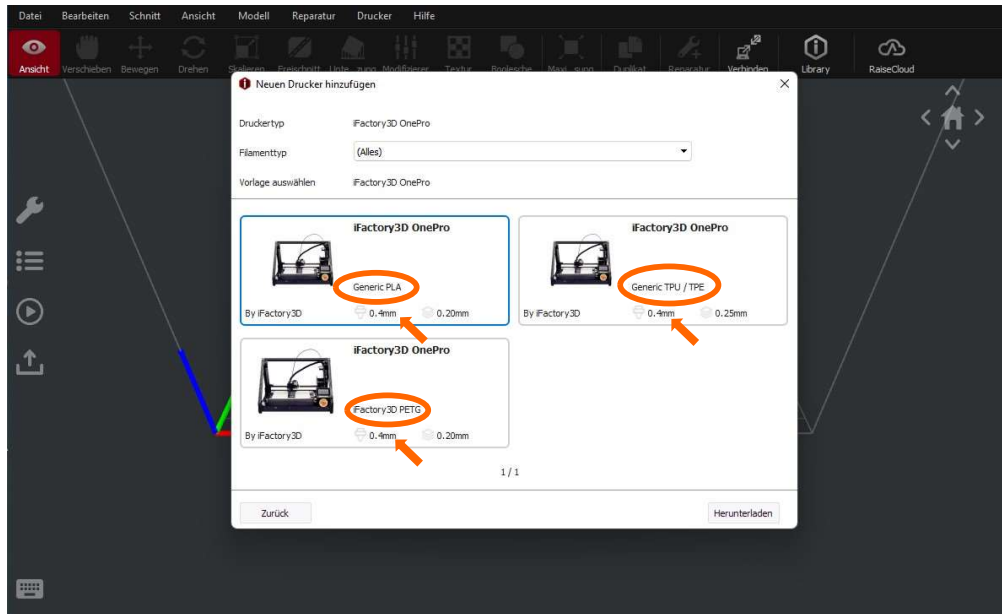 Datei Bearbeiten Schnitt Ansicht Modell Reparatur Drucker Hilfe
Ansicht Verschieben Bewegen Drehen Skalieren Freischnitt Unte zung Modifizierer Textur Duplikat Reparatur Verbinden Library RaiseCloud
Neuen Drucker hinzufügen
Druckertyp iFactory3D OnePro
Filamenttyp (Alles)
Vorlage auswählen iFactory3D OnePro
iFactory3D OnePro
Generic PLA
By iFactory3D 0.4mm 0.20mm
iFactory3D OnePro
Generic TPU / TPE
By iFactory3D 0.4mm 0.25mm
iFactory3D OnePro
iFactory3D PETG
By iFactory3D 0.4mm 0.20mm
1 / 1
Zurück Herunterladen